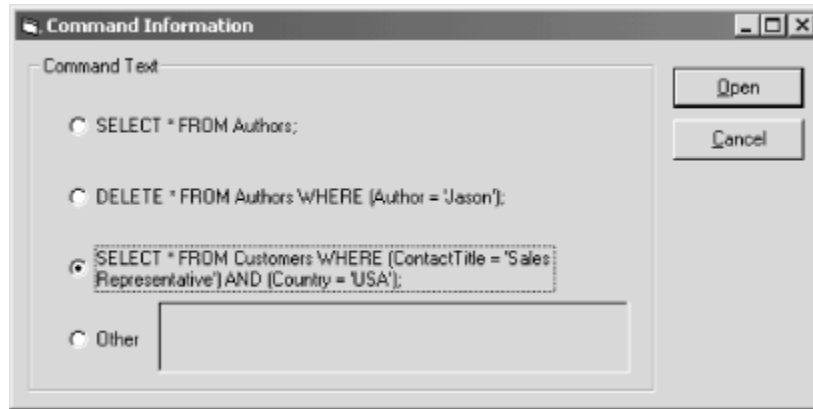 Command Information
Command Text
Open
SELECT * FROM Authors;
Cancel
DELETE * FROM Authors WHERE (Author = 'Jason');
SELECT * FROM Customers WHERE (ContactTitle = 'Sales
Representative') AND (Country = 'USA');
Other